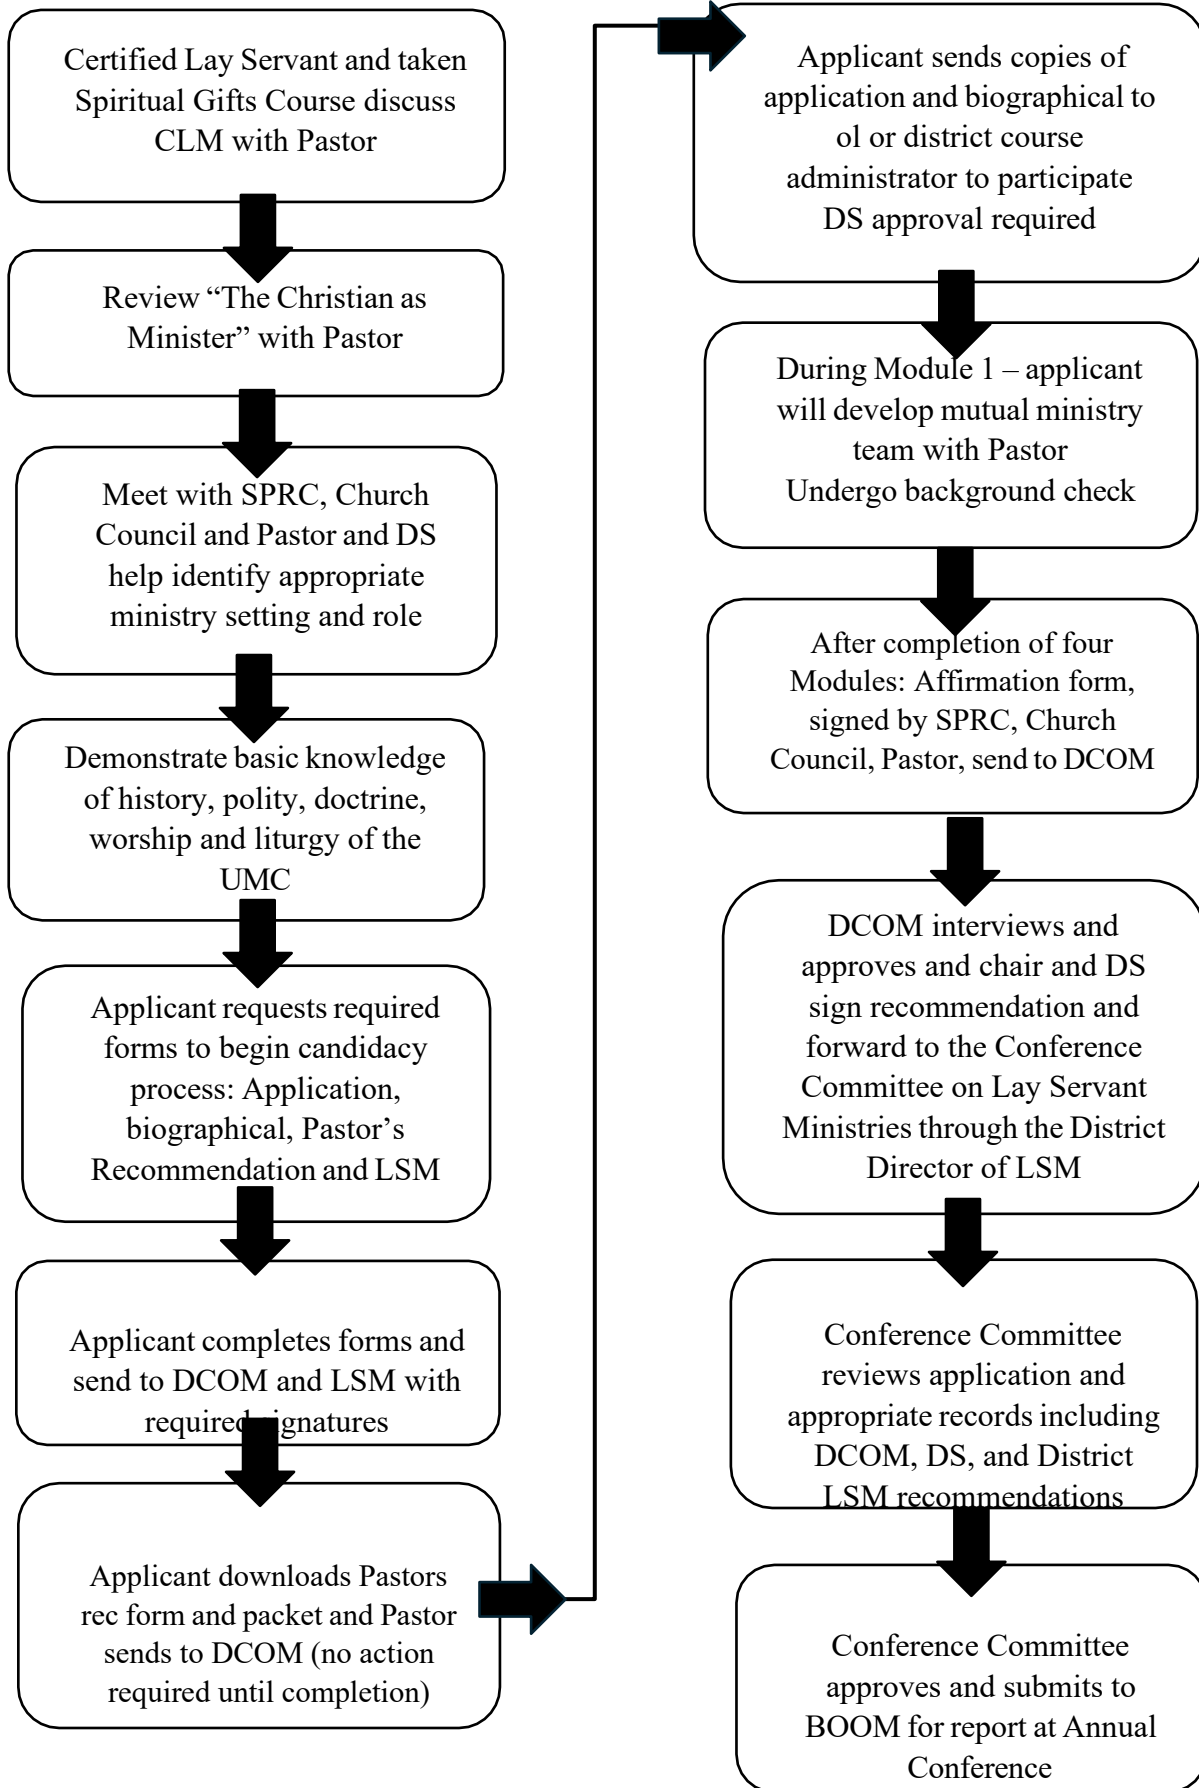 Certified Lay Servant and taken
Spiritual Gifts Course discuss
CLM with Pastor
Review “The Christian as
Minister” with Pastor
Meet with SPRC, Church
Council and Pastor and DS
help identify appropriate
ministry setting and role
Demonstrate basic knowledge
of history, polity, doctrine,
worship and liturgy of the
UMC
Applicant requests required
forms to begin candidacy
process: Application,
biographical, Pastor’s
Recommendation and LSM
Applicant completes forms and
send to DCOM and LSM with
required
Applicant downloads Pastors
rec form and packet and Pastor
sends to DCOM (no action
required until completion)
Applicant sends copies of
application and biographical to
ol or district course
administrator to participate
DS approval required
During Module 1 – applicant
will develop mutual ministry
team with Pastor
Undergo background check
After completion of four
Modules: Affirmation form,
signed by SPRC, Church
Council, Pastor, send to DCOM
DCOM interviews and
approves and chair and DS
sign recommendation and
forward to the Conference
Committee on Lay Servant
Ministries through the District
Director of LSM
Conference Committee
reviews application and
appropriate records including
DCOM, DS, and District
LSM recommendations
Conference Committee
approves and submits to
BOOM for report at Annual
Conference